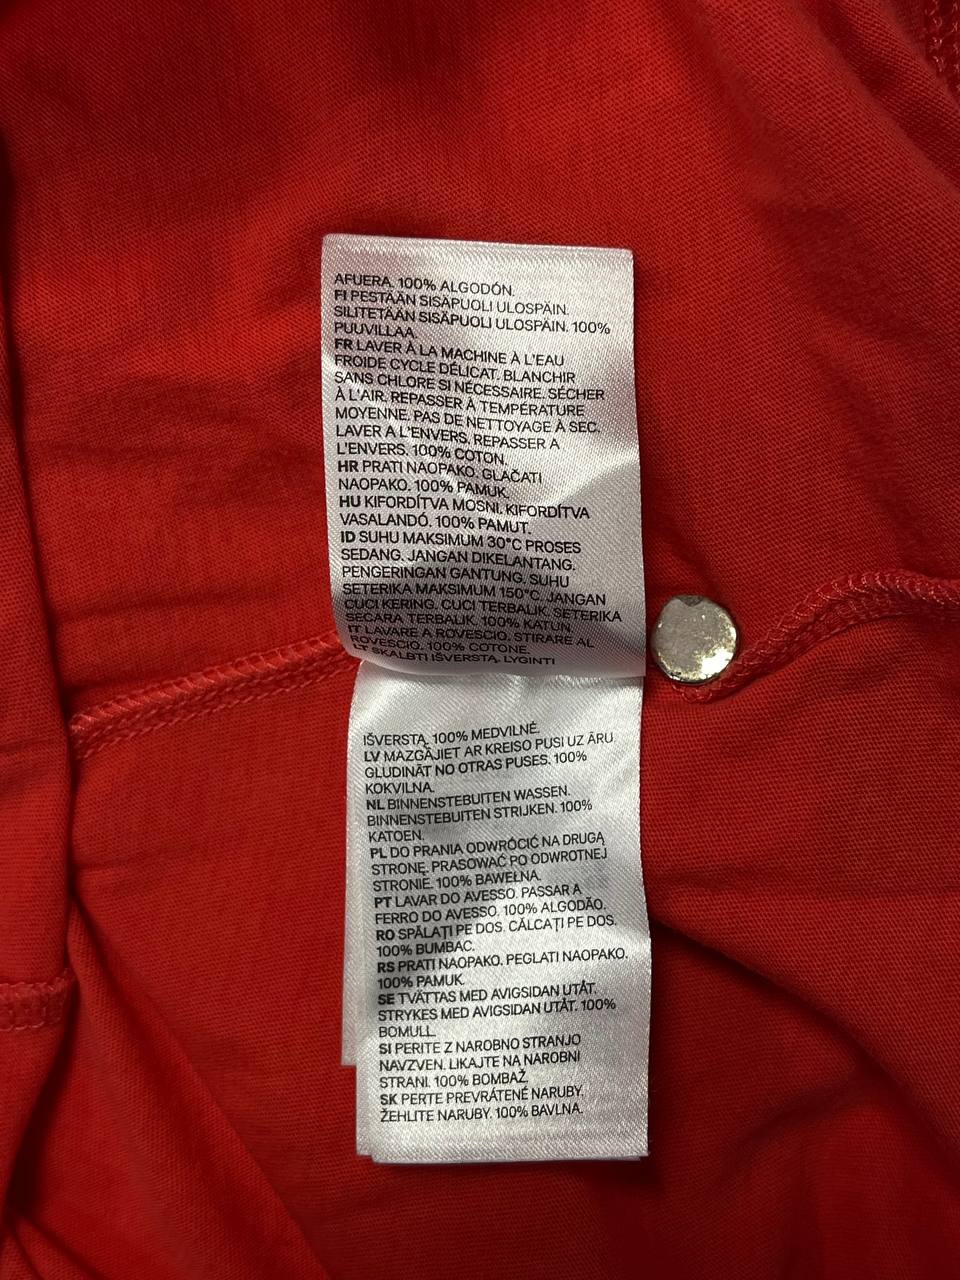 AFUERA. 100% ALGODÓN.
FI PESTÄÄN SISÄPUOLI ULOSPÄIN.
SILITETÄÄN SISÄPUOLI ULOSPÄIN. 100%
PUUVILLAA.
FR LAVER À LA MACHINE À L'EAU
FROIDE CYCLE DÉLICAT. BLANCHIR
SANS CHLORE SI NÉCESSAIRE. SÉCHER
À L'AIR. REPASSER À TEMPÉRATURE
MOYENNE. PAS DE NETTOYAGE À SEC.
LAVER A L'ENVERS. REPASSER A
L'ENVERS. 100% COTON.
HR PRATI NAOPAKO. GLAČATI
NAOPAKO. 100% PAMUK.
HU KIFORDÍTVA MOSNI. KIFORDÍTVA
VASALANDÓ. 100% PAMUT.
ID SUHU MAKSIMUM 30°C PROSES
SEDANG. JANGAN DIKELANTANG.
PENGERINGAN GANTUNG. SUHU
SETERIKA MAKSIMUM 150°C. JANGAN
CUCI KERING. CUCI TERBALIK. SETERIKA
SECARA TERBALIK. 100% KATUN.
IT LAVARE A ROVESCIO. STIRARE AL
ROVESCIO. 100% COTONE.
LT SKALBTI IŠVERSTĄ. LYGINTI
IŠVERSTĄ. 100% MEDVILNĖ.
LV MAZGĀJIET AR KREISO PUSI UZ ĀRU.
GLUDINĀT NO OTRAS PUSES. 100%
KOKVILNA.
NL BINNENSTEBUITEN WASSEN.
BINNENSTEBUITEN STRIJKEN. 100%
KATOEN.
PL DO PRANIA ODWRÓCIĆ NA DRUGĄ
STRONĘ. PRASOWAĆ PO ODWROTNEJ
STRONIE. 100% BAWEŁNA.
PT LAVAR DO AVESSO. PASSAR A
FERRO DO AVESSO. 100% ALGODÃO.
RO SPĂLAȚI PE DOS. CĂLCAȚI PE DOS.
100% BUMBAC.
RS PRATI NAOPAKO. PEGLATI NAOPAKO.
100% PAMUK.
SE TVÄTTAS MED AVIGSIDAN UTÅT.
STRYKES MED AVIGSIDAN UTÅT. 100%
BOMULL.
SI PERITE Z NAROBNO STRANJO
NAVZVEN. LIKAJTE NA NAROBNI
STRANI. 100% BOMBAŽ.
SK PERTE PREVRÁTENÉ NARUBY.
ŽEHLITE NARUBY. 100% BAVLNA.